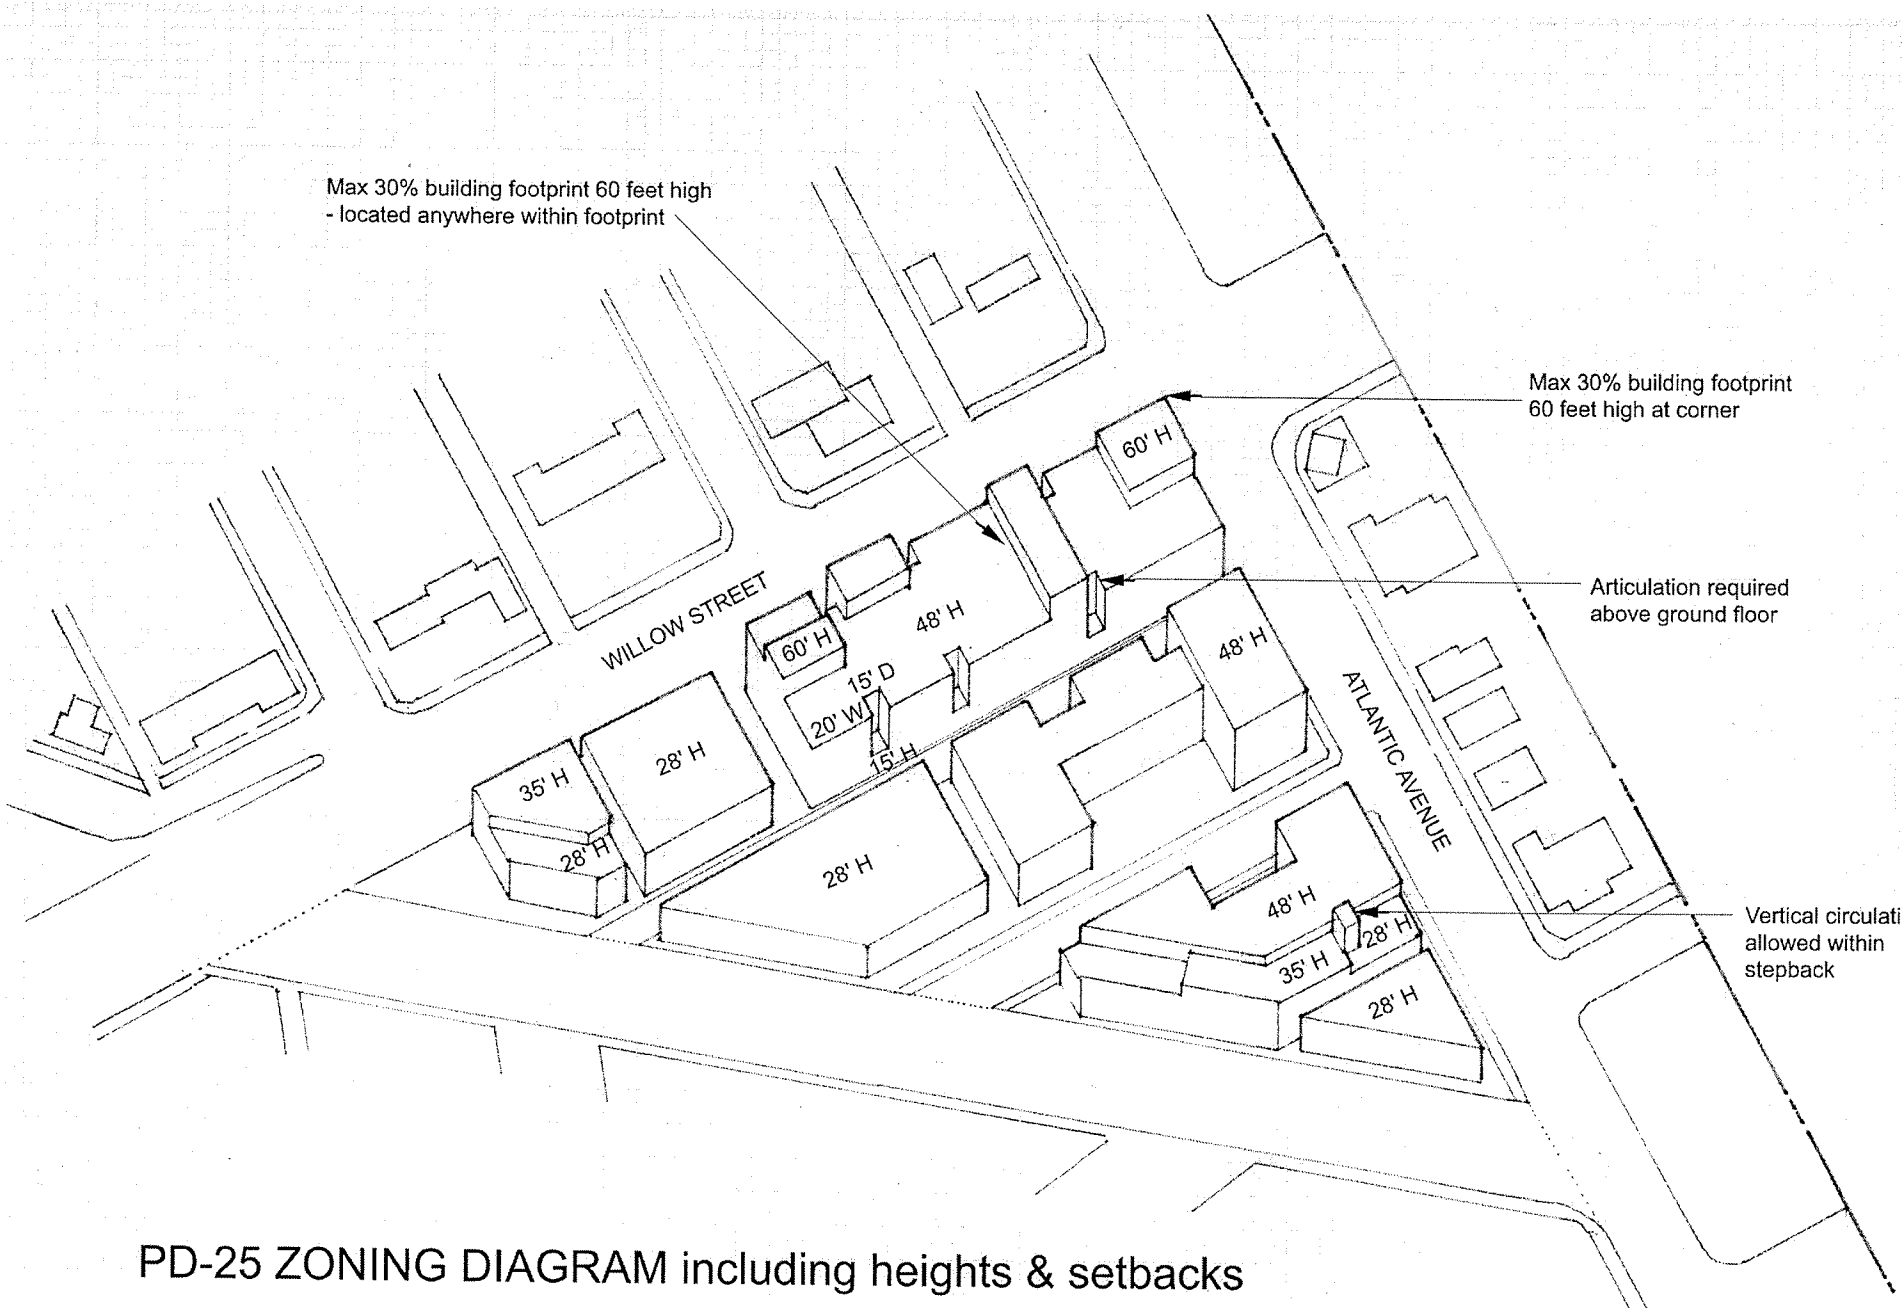 Max 30% building footprint 60 feet high
- located anywhere within footprint
Max 30% building footprint
60 feet high at corner
60' H
Articulation required
above ground floor
WILLOW STREET
48' H
60' H
48' H
15' D
20' W
15' H
ATLANTIC AVENUE
28' H
35' H
28' H
28' H
48' H
Vertical circulati
allowed within
stepback
28' H
35' H
28' H
PD-25 ZONING DIAGRAM including heights & setbacks